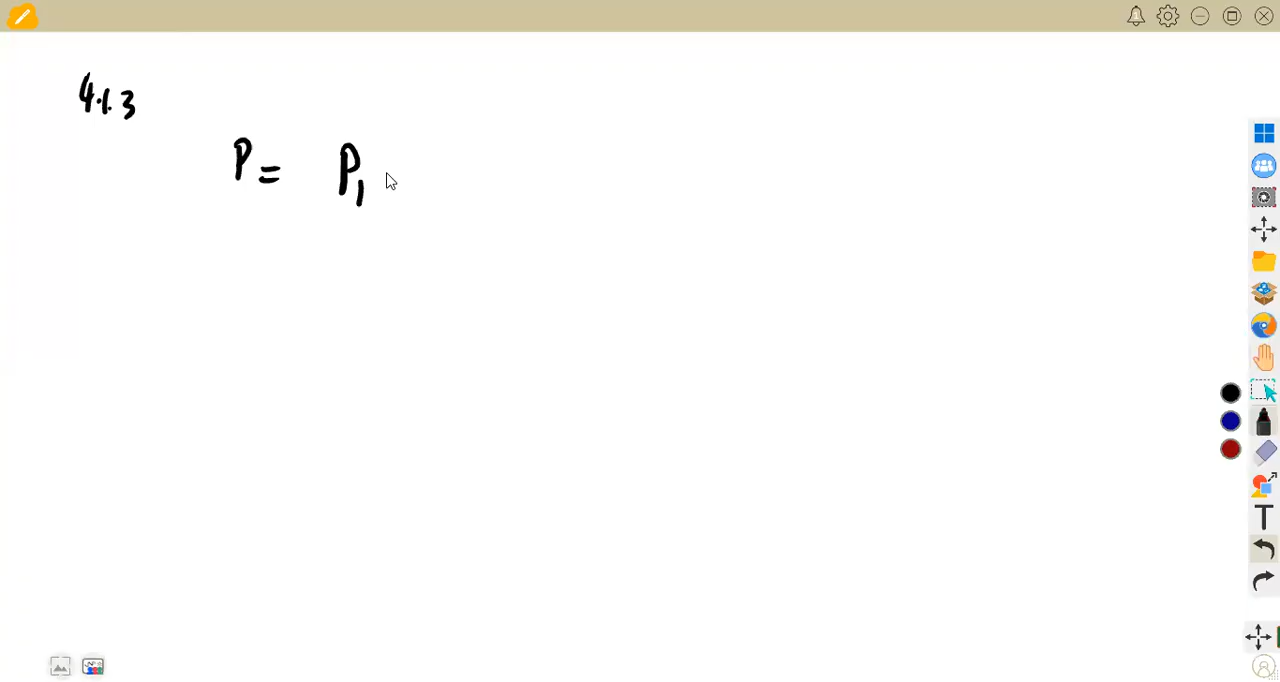 4.1.3
P = P₁
T